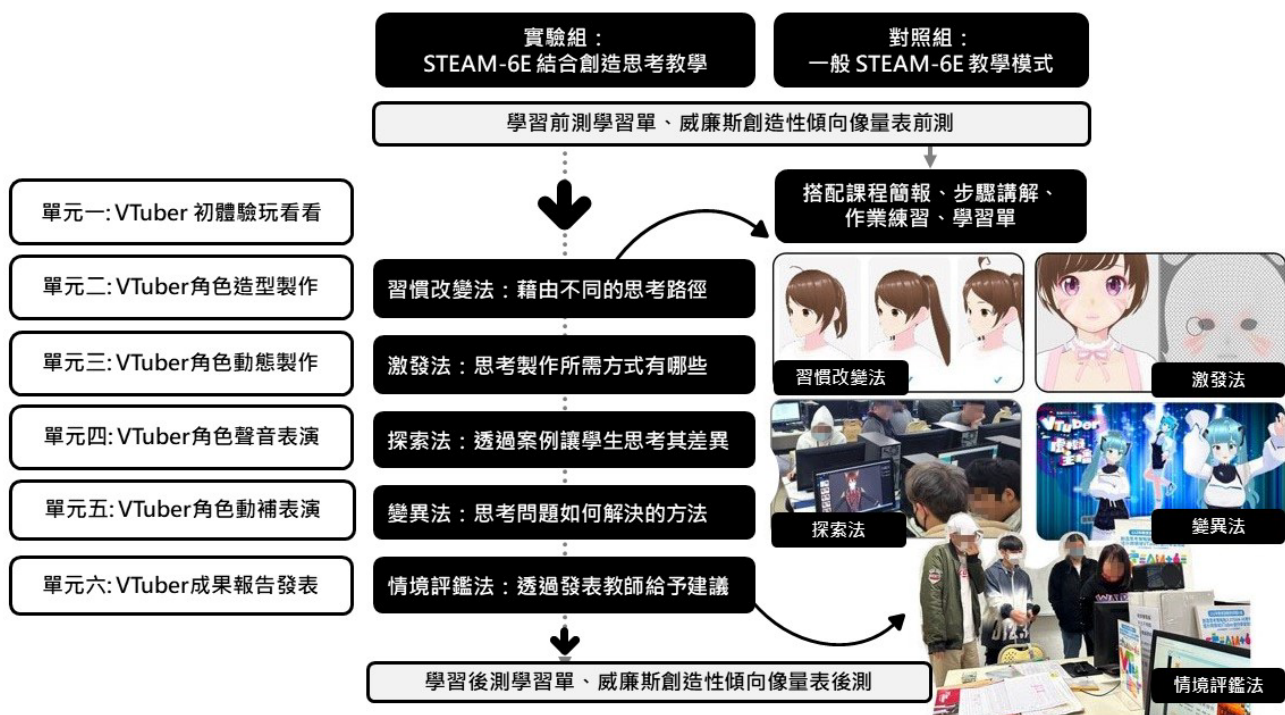 實驗組：
STEAM-6E 結合創造思考教學
對照組：
一般 STEAM-6E 教學模式
學習前測學習單、威廉斯創造性傾向像量表前測
搭配課程簡報、步驟講解、
作業練習、學習單
單元一: VTuber 初體驗玩看看
單元二: VTuber角色造型製作
習慣改變法：藉由不同的思考路徑
單元三: VTuber角色動態製作
激發法：思考製作所需方式有哪些
單元四: VTuber角色聲音表演
探索法：透過案例讓學生思考其差異
單元五: VTuber角色動補表演
變異法：思考問題如何解決的方法
單元六: VTuber成果報告發表
情境評鑑法：透過發表教師給予建議
習慣改變法
激發法
VTuber
探索法
變異法
情境評鑑法
學習後測學習單、威廉斯創造性傾向像量表後測